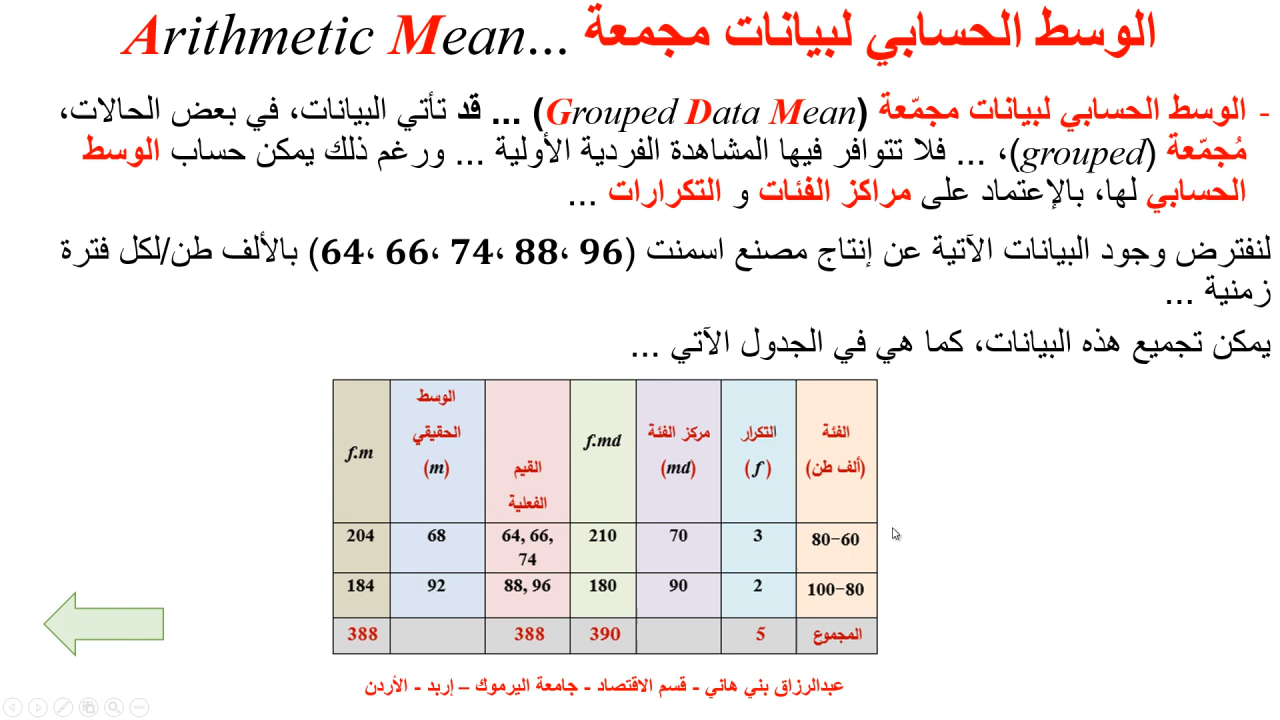 الوسط الحسابي لبيانات مجمعة ...Arithmetic Mean
- الوسط الحسابي لبيانات مجمّعة (Grouped Data Mean) ... قد تأتي البيانات، في بعض الحالات،
مُجمّعة (grouped)، ... فلا تتوافر فيها المشاهدة الفردية الأولية ... ورغم ذلك يمكن حساب الوسط
الحسابي لها، بالإعتماد على مراكز الفئات و التكرارات ...
لنفترض وجود البيانات الآتية عن إنتاج مصنع اسمنت (96 ،88 ،74 ،66 ،64) بالألف طن/لكل فترة
زمنية ...
يمكن تجميع هذه البيانات، كما هي في الجدول الآتي ...
الفئة (ألف طن) التكرار (f) مركز الفئة (md) f.md القيم الفعلية الوسط الحقيقي (m) f.m
80-60 3 70 210 64, 66, 74 68 204
100-80 2 90 180 88, 96 92 184
المجموع 5 390 388 388
عبدالرزاق بني هاني - قسم الاقتصاد - جامعة اليرموك – إربد - الأردن